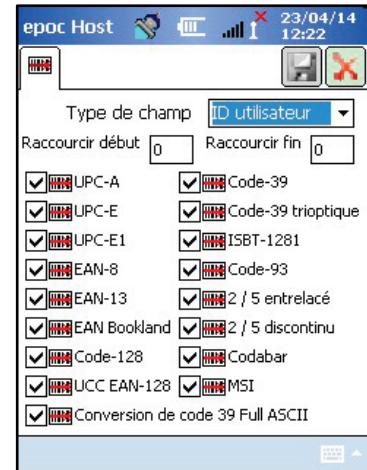 epoc Host 23/04/14
12:22
Type de champ ID utilisateur
Raccourcir début 0 Raccourcir fin 0
UPC-A Code-39
UPC-E Code-39 trioptique
UPC-E1 ISBT-1281
EAN-8 Code-93
EAN-13 2 / 5 entrelacé
EAN Bookland 2 / 5 discontinu
Code-128 Codabar
UCC EAN-128 MSI
Conversion de code 39 Full ASCII